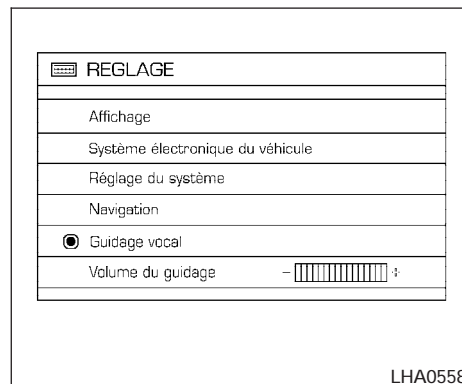 REGLAGE
Affichage
Système électronique du véhicule
Réglage du système
Navigation
Guidage vocal
Volume du guidage - +
LHA0558